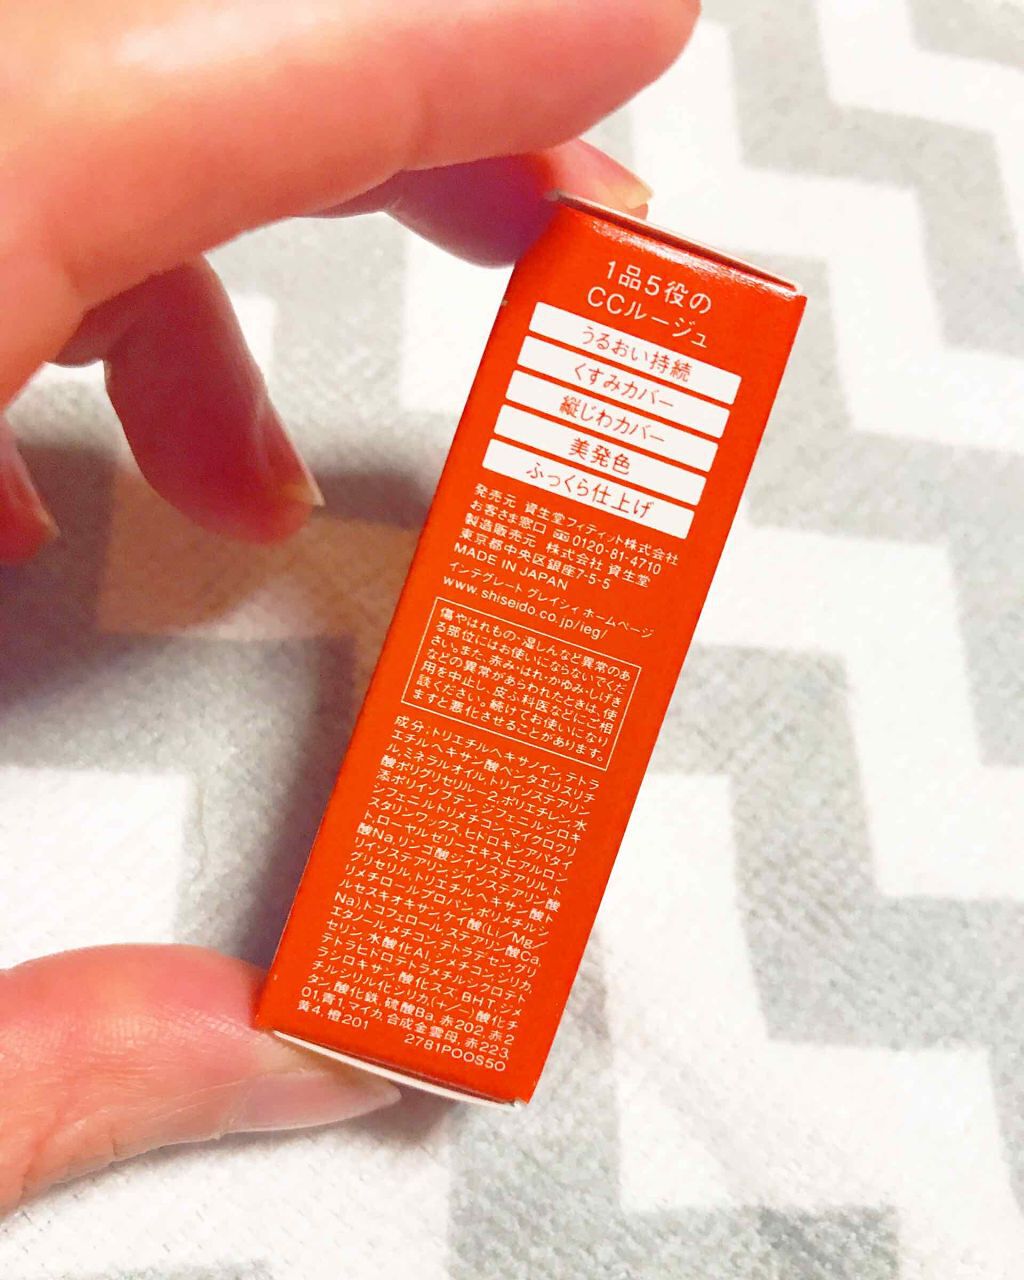 1品5役の
CCルージュ
うるおい持続
くすみカバー
縦じわカバー
美発色
ふっくら仕上げ
発売元 資生堂フィティット株式会社
お客さま窓口 0120-81-4710
製造販売元 株式会社 資生堂
東京都中央区銀座7-5-5
MADE IN JAPAN
インテグレート グレイシィ ホームページ
www.shiseido.co.jp/ieg/
傷やはれもの・湿しんなど異常のあ
る部位にはお使いにならないでくだ
さい。また、赤み・はれ・かゆみ・しげき
などの異常があらわれたときは、使
用を中止し、皮ふ科医などにご相
談ください。続けてお使いになり
ますと悪化させることがあります。
成分:トリエチルヘキサノイン,テトラ
エチルヘキサン酸ペンタエリスリチ
ル,ミネラルオイル,トリイソステアリン
酸ポリグリセリル-2,ポリエチレン,水
添ポリイソブテン,ジフェニルシロキ
シフェニルトリメチコン,マイクロクリ
スタリンワックス,ヒドロキシアパタイ
ト,ローヤルゼリーエキス,ヒアルロン
酸Na,リンゴ酸ジイソステアリル,ト
リイソステアリン,ジイソステアリン酸
グリセリル,トリエチルヘキサン酸ト
リメチロールプロパン,ポリメチルシ
ルセスキオキサン,ケイ酸(Li/Mg/
Na),トコフェロール,ステアリン酸Ca,
エタノール,メチコン,テトラデセン,グリ
セリン,水酸化Al,ジメチコン,シリカ,
テトラヒドロテトラメチルシクロテト
ラシロキサン,酸化スズ,BHT,ジメ
チルシリル化シリカ,(+/-)酸化チ
タン,酸化鉄,硫酸Ba,赤202,赤2
01,青1,マイカ,合成金雲母,赤223,
黄4,橙201
2781POOS5O